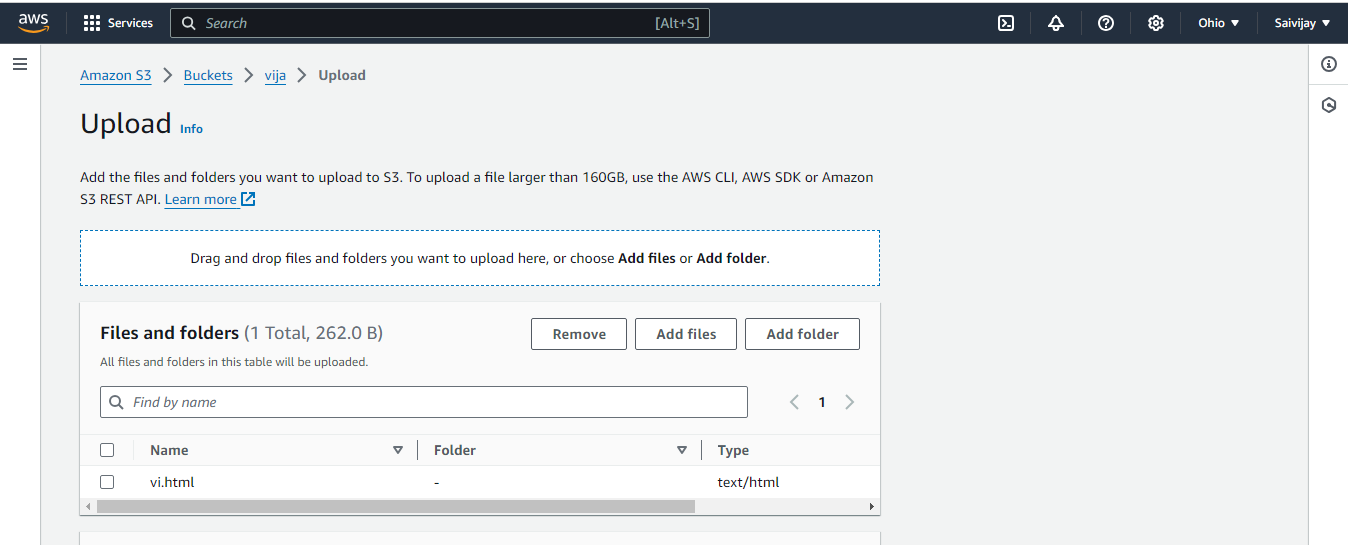 aws Services Search [Alt+S] Ohio Saivijay
Amazon S3 Buckets vija Upload
Upload Info
Add the files and folders you want to upload to S3. To upload a file larger than 160GB, use the AWS CLI, AWS SDK or Amazon
S3 REST API. Learn more
Drag and drop files and folders you want to upload here, or choose Add files or Add folder.
Files and folders (1 Total, 262.0 B) Remove Add files Add folder
All files and folders in this table will be uploaded.
Find by name 1
Name Folder Type
vi.html - text/html